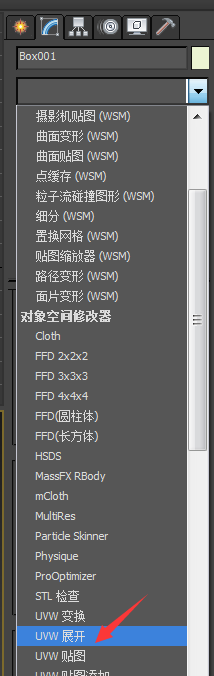 Box001
摄影机贴图 (WSM)
曲面变形 (WSM)
曲面贴图 (WSM)
点缓存 (WSM)
粒子流碰撞图形 (WSM)
细分 (WSM)
置换网格 (WSM)
贴图缩放器 (WSM)
路径变形 (WSM)
面片变形 (WSM)
对象空间修改器
Cloth
FFD 2x2x2
FFD 3x3x3
FFD 4x4x4
FFD(圆柱体)
FFD(长方体)
HSDS
MassFX RBody
mCloth
MultiRes
Particle Skinner
Physique
ProOptimizer
STL 检查
UVW 变换
UVW 展开
UVW 贴图
UVW 贴图添加